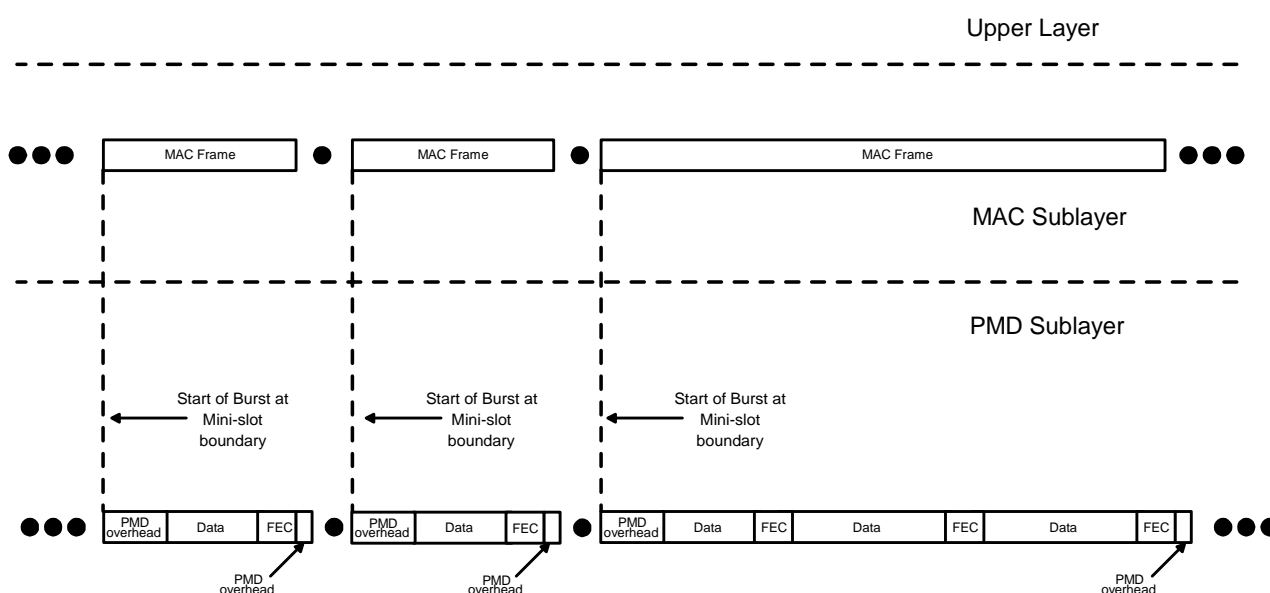 Upper Layer
MAC Frame
MAC Frame
MAC Frame
MAC Sublayer
PMD Sublayer
Start of Burst at
Mini-slot
boundary
Start of Burst at
Mini-slot
boundary
Start of Burst at
Mini-slot
boundary
PMD
overhead
Data
FEC
PMD
overhead
Data
FEC
PMD
overhead
Data
FEC
Data
FEC
Data
FEC
PMD
overhead
PMD
overhead
PMD
overhead